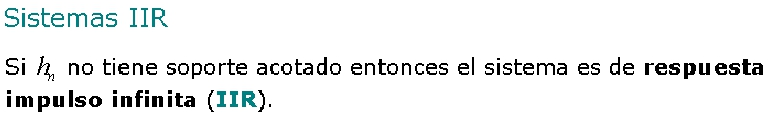 Sistemas IIR
Si hₙ no tiene soporte acotado entonces el sistema es de respuesta
impulso infinita (IIR).